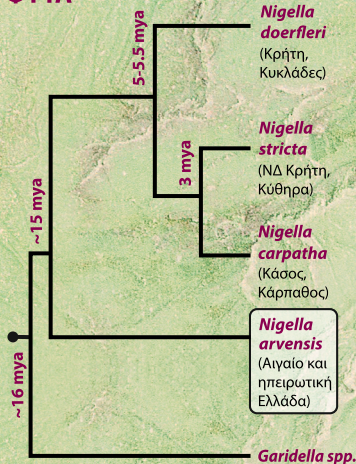 5-5.5 mya
Nigella
doerfleri
(Κρήτη,
Κυκλάδες)
3 mya
Nigella
stricta
(ΝΔ Κρήτη,
Κύθηρα)
~15 mya
Nigella
carpatha
(Κάσος,
Κάρπαθος)
Nigella
arvensis
(Αιγαίο και
ηπειρωτική
Ελλάδα)
~16 mya
Garidella spp.